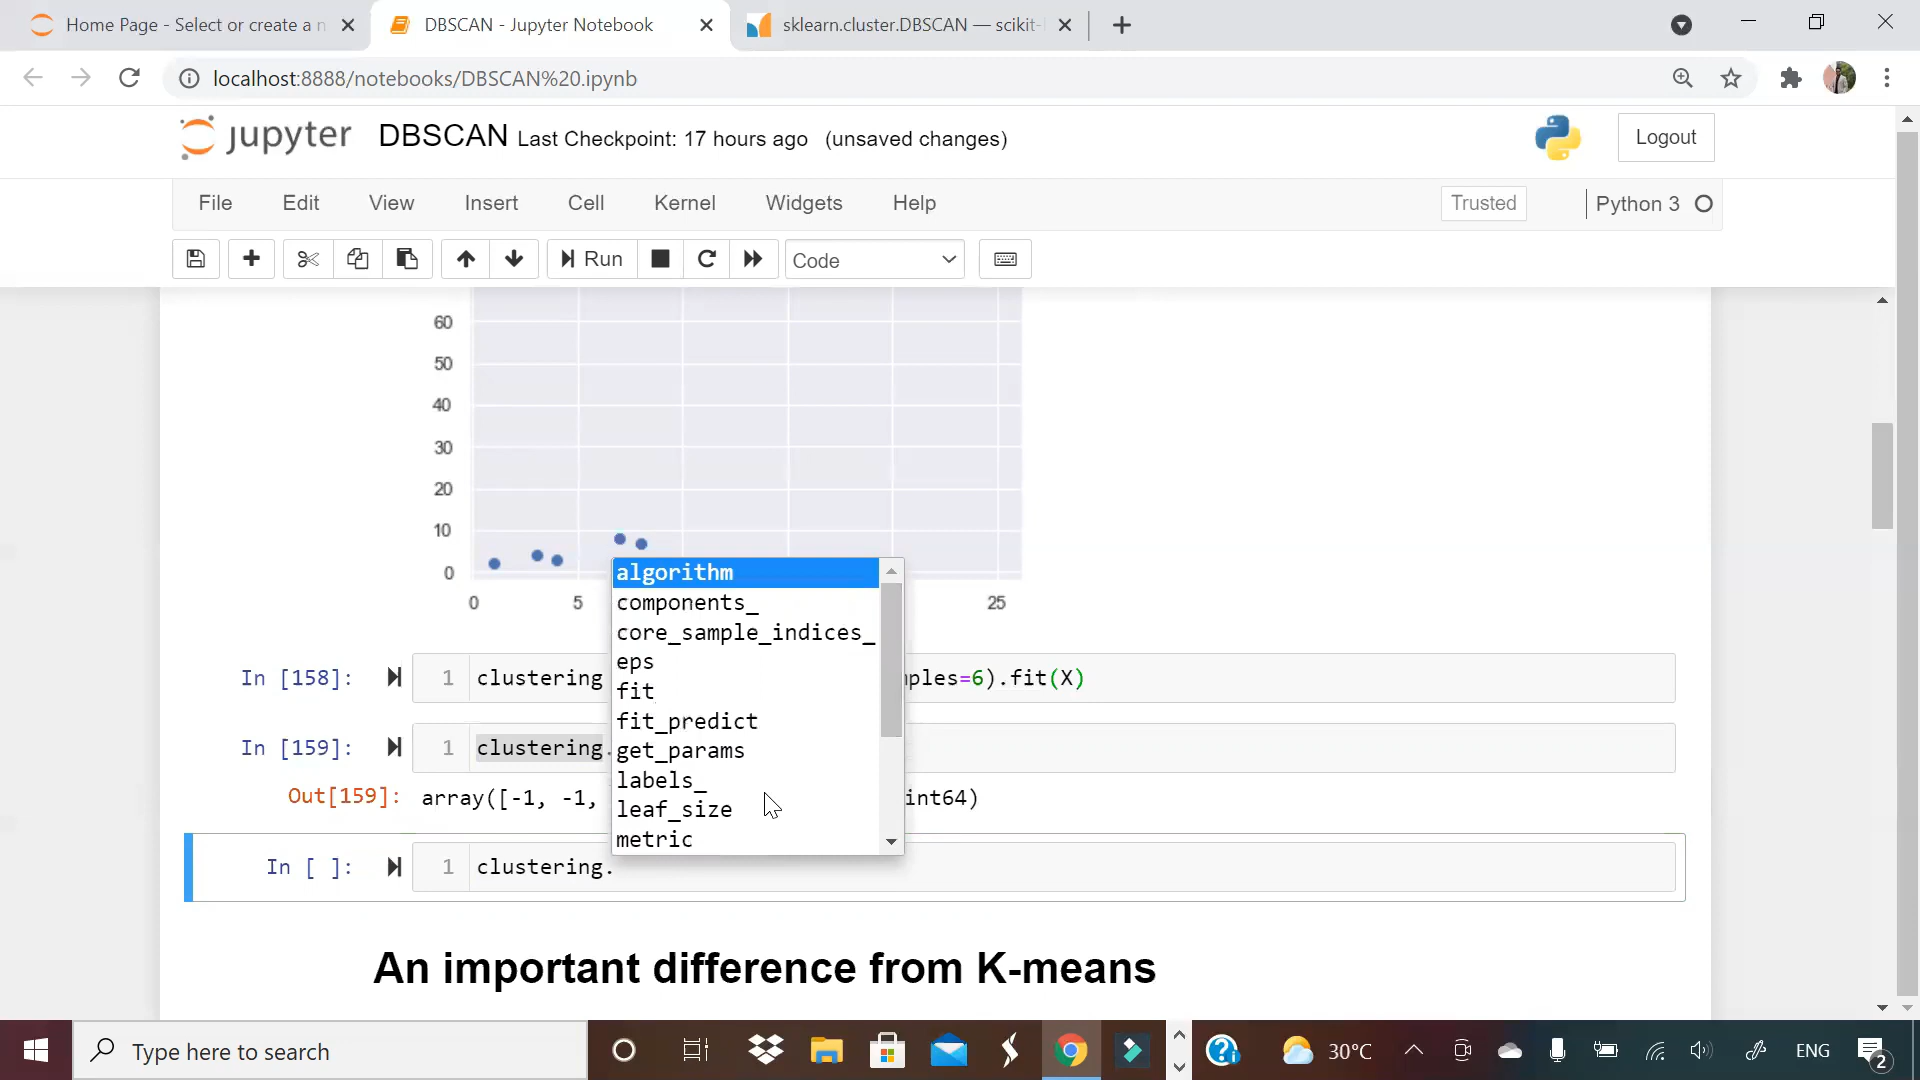 Home Page - Select or create a n
DBSCAN - Jupyter Notebook
sklearn.cluster.DBSCAN — scikit-
localhost:8888/notebooks/DBSCAN%20.ipynb
jupyter DBSCAN Last Checkpoint: 17 hours ago (unsaved changes)
Logout
File Edit View Insert Cell Kernel Widgets Help
Trusted
Python 3
Run
Code
60
50
40
30
20
10
0
0 5 25
algorithm
components_
core_sample_indices_
eps
fit
fit_predict
get_params
labels_
leaf_size
metric
In [158]: 1 clustering ples=6).fit(X)
In [159]: 1 clustering.
Out[159]: array([-1, -1, int64)
In [ ]: 1 clustering.
An important difference from K-means
Type here to search
30°C
ENG
2